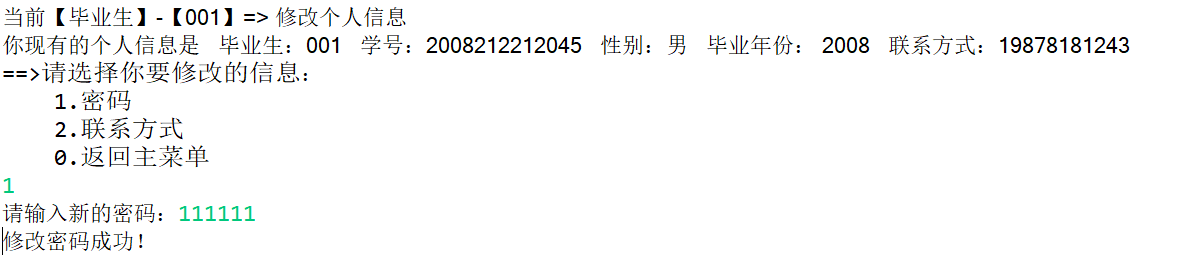 当前【毕业生】-【001】=> 修改个人信息
你现有的个人信息是 毕业生：001 学号：2008212212045 性别：男 毕业年份： 2008 联系方式：19878181243
==>请选择你要修改的信息：
1.密码
2.联系方式
0.返回主菜单
1
请输入新的密码：111111
修改密码成功！